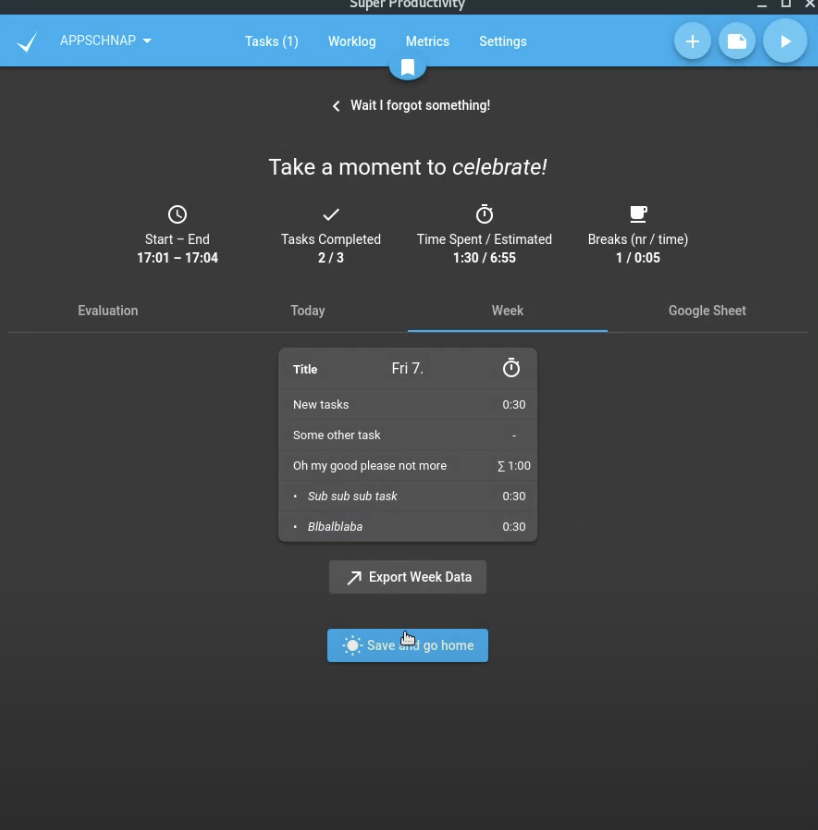 Super Productivity
APPSCHNAP Tasks (1) Worklog Metrics Settings
Wait I forgot something!
Take a moment to celebrate!
Start – End Tasks Completed Time Spent / Estimated Breaks (nr / time)
17:01 – 17:04 2 / 3 1:30 / 6:55 1 / 0:05
Evaluation Today Week Google Sheet
Title Fri 7.
New tasks 0:30
Some other task -
Oh my good please not more ∑ 1:00
• Sub sub sub task 0:30
• Blbalblaba 0:30
Export Week Data
Save and go home